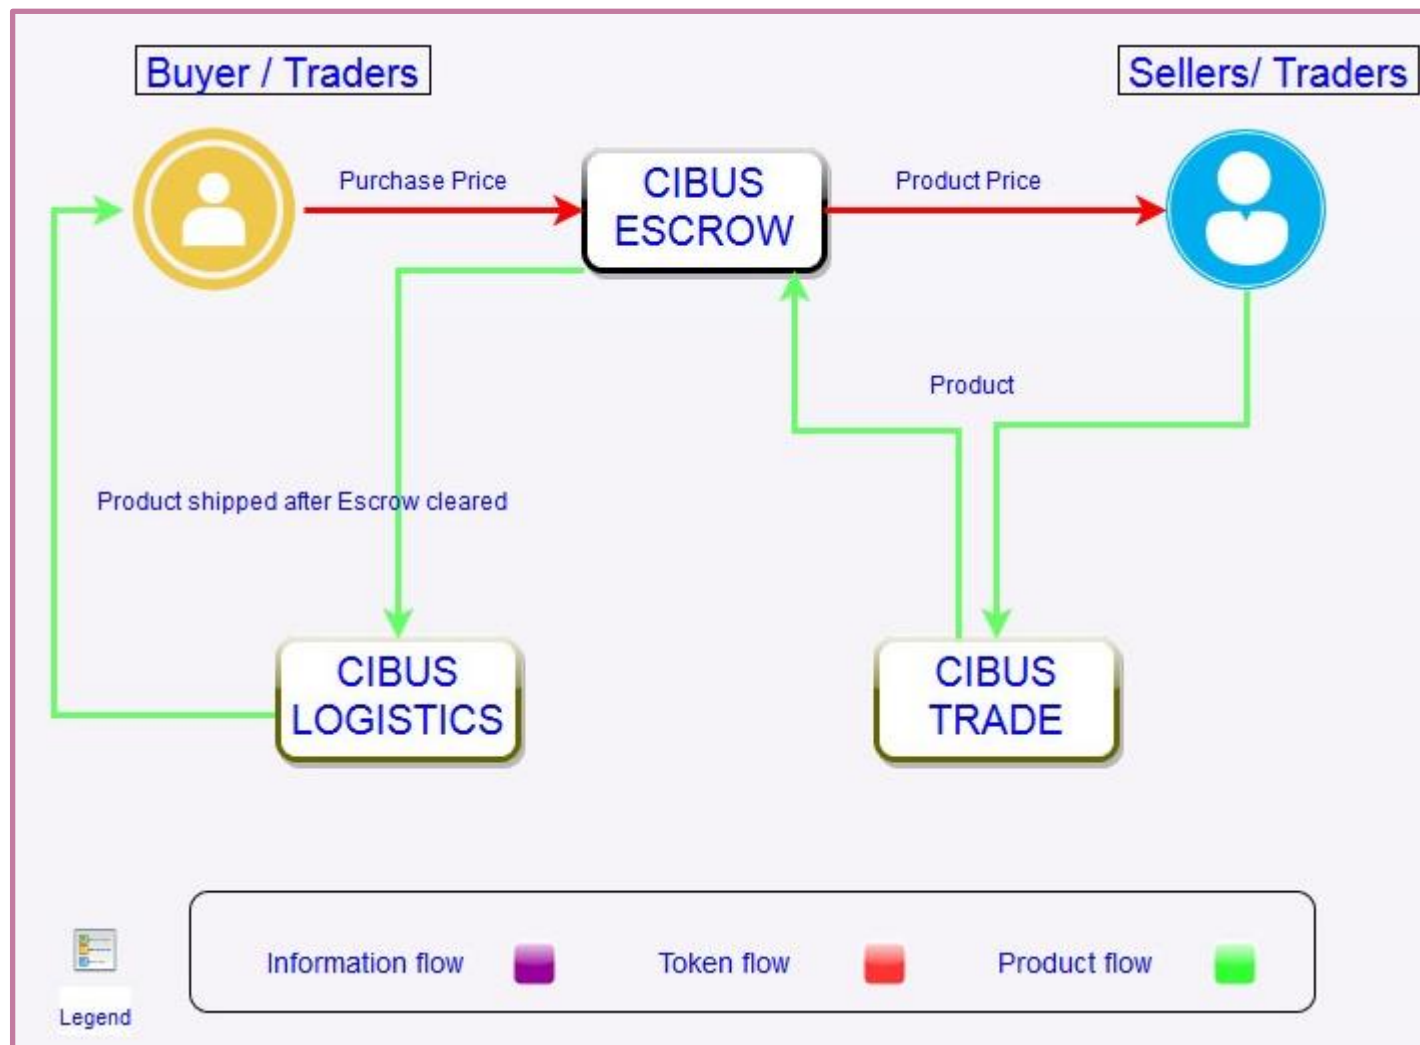 Buyer / Traders
Sellers/ Traders
Purchase Price
CIBUS
ESCROW
Product Price
Product
Product shipped after Escrow cleared
CIBUS
LOGISTICS
CIBUS
TRADE
Information flow
Token flow
Product flow
Legend